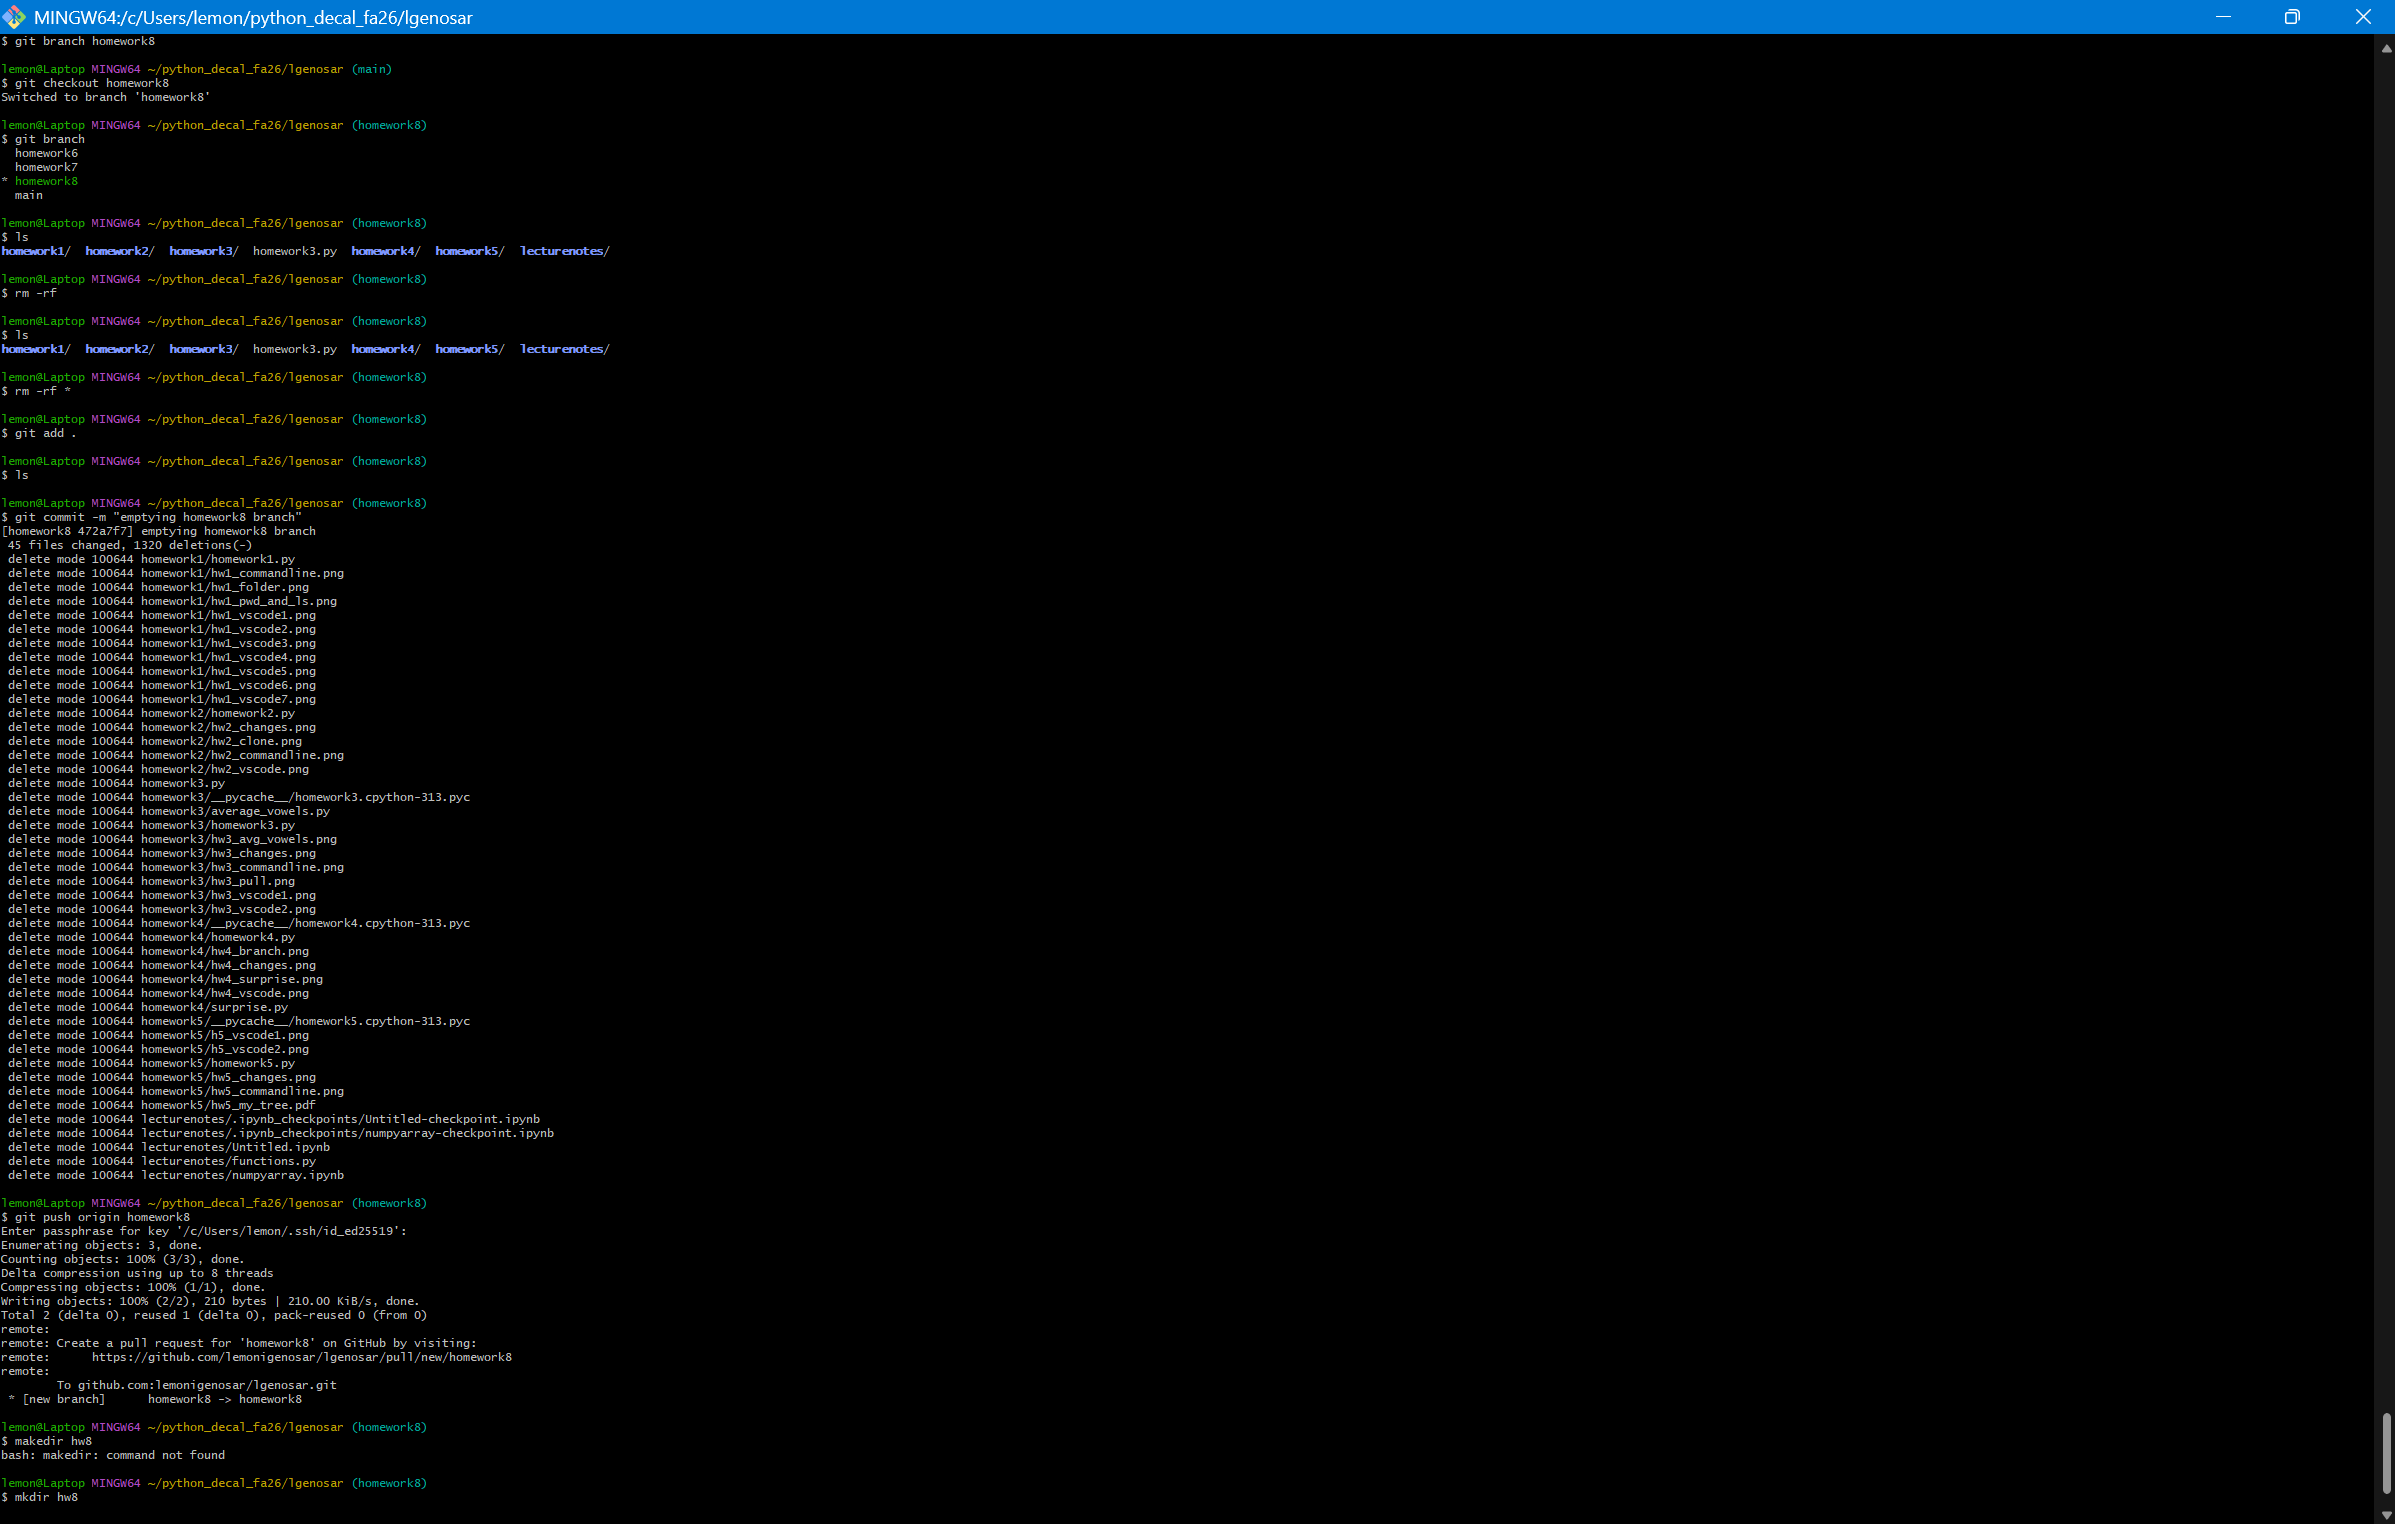 MINGW64:/c/Users/lemon/python_decal_fa26/lgenosar
$ git branch homework8
lemon@Laptop MINGW64 ~/python_decal_fa26/lgenosar (main)
$ git checkout homework8
Switched to branch 'homework8'
lemon@Laptop MINGW64 ~/python_decal_fa26/lgenosar (homework8)
$ git branch
homework6
homework7
* homework8
main
lemon@Laptop MINGW64 ~/python_decal_fa26/lgenosar (homework8)
$ ls
homework1/ homework2/ homework3/ homework3.py homework4/ homework5/ lecturenotes/
lemon@Laptop MINGW64 ~/python_decal_fa26/lgenosar (homework8)
$ rm -rf
lemon@Laptop MINGW64 ~/python_decal_fa26/lgenosar (homework8)
$ ls
homework1/ homework2/ homework3/ homework3.py homework4/ homework5/ lecturenotes/
lemon@Laptop MINGW64 ~/python_decal_fa26/lgenosar (homework8)
$ rm -rf *
lemon@Laptop MINGW64 ~/python_decal_fa26/lgenosar (homework8)
$ git add .
lemon@Laptop MINGW64 ~/python_decal_fa26/lgenosar (homework8)
$ ls
lemon@Laptop MINGW64 ~/python_decal_fa26/lgenosar (homework8)
$ git commit -m "emptying homework8 branch"
[homework8 472a7f7] emptying homework8 branch
45 files changed, 1320 deletions(-)
delete mode 100644 homework1/homework1.py
delete mode 100644 homework1/hw1_commandline.png
delete mode 100644 homework1/hw1_folder.png
delete mode 100644 homework1/hw1_pwd_and_ls.png
delete mode 100644 homework1/hw1_vscode1.png
delete mode 100644 homework1/hw1_vscode2.png
delete mode 100644 homework1/hw1_vscode3.png
delete mode 100644 homework1/hw1_vscode4.png
delete mode 100644 homework1/hw1_vscode5.png
delete mode 100644 homework1/hw1_vscode6.png
delete mode 100644 homework1/hw1_vscode7.png
delete mode 100644 homework2/homework2.py
delete mode 100644 homework2/hw2_changes.png
delete mode 100644 homework2/hw2_clone.png
delete mode 100644 homework2/hw2_commandline.png
delete mode 100644 homework2/hw2_vscode.png
delete mode 100644 homework3.py
delete mode 100644 homework3/__pycache__/homework3.cpython-313.pyc
delete mode 100644 homework3/average_vowels.py
delete mode 100644 homework3/homework3.py
delete mode 100644 homework3/hw3_avg_vowels.png
delete mode 100644 homework3/hw3_changes.png
delete mode 100644 homework3/hw3_commandline.png
delete mode 100644 homework3/hw3_pull.png
delete mode 100644 homework3/hw3_vscode1.png
delete mode 100644 homework3/hw3_vscode2.png
delete mode 100644 homework4/__pycache__/homework4.cpython-313.pyc
delete mode 100644 homework4/homework4.py
delete mode 100644 homework4/hw4_branch.png
delete mode 100644 homework4/hw4_changes.png
delete mode 100644 homework4/hw4_surprise.png
delete mode 100644 homework4/hw4_vscode.png
delete mode 100644 homework4/surprise.py
delete mode 100644 homework5/__pycache__/homework5.cpython-313.pyc
delete mode 100644 homework5/h5_vscode1.png
delete mode 100644 homework5/h5_vscode2.png
delete mode 100644 homework5/homework5.py
delete mode 100644 homework5/hw5_changes.png
delete mode 100644 homework5/hw5_commandline.png
delete mode 100644 homework5/hw5_my_tree.pdf
delete mode 100644 lecturenotes/.ipynb_checkpoints/Untitled-checkpoint.ipynb
delete mode 100644 lecturenotes/.ipynb_checkpoints/numpyarray-checkpoint.ipynb
delete mode 100644 lecturenotes/Untitled.ipynb
delete mode 100644 lecturenotes/functions.py
delete mode 100644 lecturenotes/numpyarray.ipynb
lemon@Laptop MINGW64 ~/python_decal_fa26/lgenosar (homework8)
$ git push origin homework8
Enter passphrase for key '/c/Users/lemon/.ssh/id_ed25519':
Enumerating objects: 3, done.
Counting objects: 100% (3/3), done.
Delta compression using up to 8 threads
Compressing objects: 100% (1/1), done.
Writing objects: 100% (2/2), 210 bytes | 210.00 KiB/s, done.
Total 2 (delta 0), reused 1 (delta 0), pack-reused 0 (from 0)
remote:
remote: Create a pull request for 'homework8' on GitHub by visiting:
remote: https://github.com/lemonigenosar/lgenosar/pull/new/homework8
remote:
To github.com:lemonigenosar/lgenosar.git
* [new branch] homework8 -> homework8
lemon@Laptop MINGW64 ~/python_decal_fa26/lgenosar (homework8)
$ makedir hw8
bash: makedir: command not found
lemon@Laptop MINGW64 ~/python_decal_fa26/lgenosar (homework8)
$ mkdir hw8